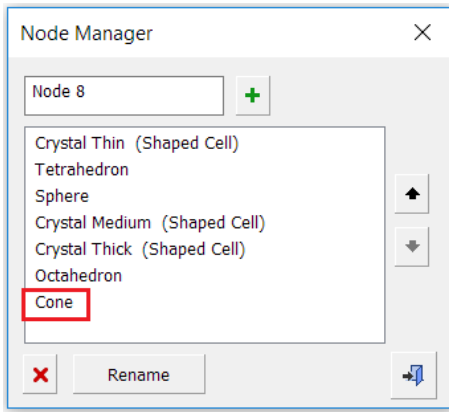 Node Manager
Node 8
Crystal Thin  (Shaped Cell)
Tetrahedron
Sphere
Crystal Medium  (Shaped Cell)
Crystal Thick  (Shaped Cell)
Octahedron
Cone
Rename